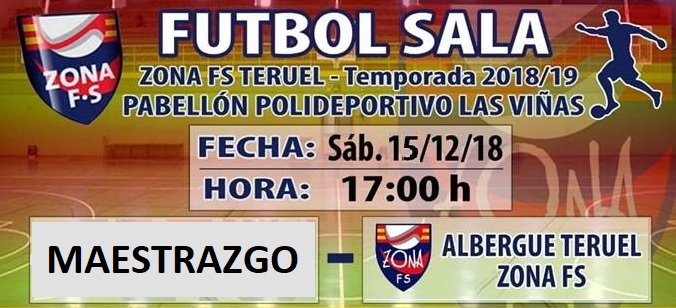 FUTBOL SALA
ZONA F·S
ZONA FS TERUEL - Temporada 2018/19
PABELLÓN POLIDEPORTIVO LAS VIÑAS
FECHA: Sáb. 15/12/18
HORA: 17:00 h
ZONA
MAESTRAZGO - ZONA FS ALBERGUE TERUEL
ZONA FS